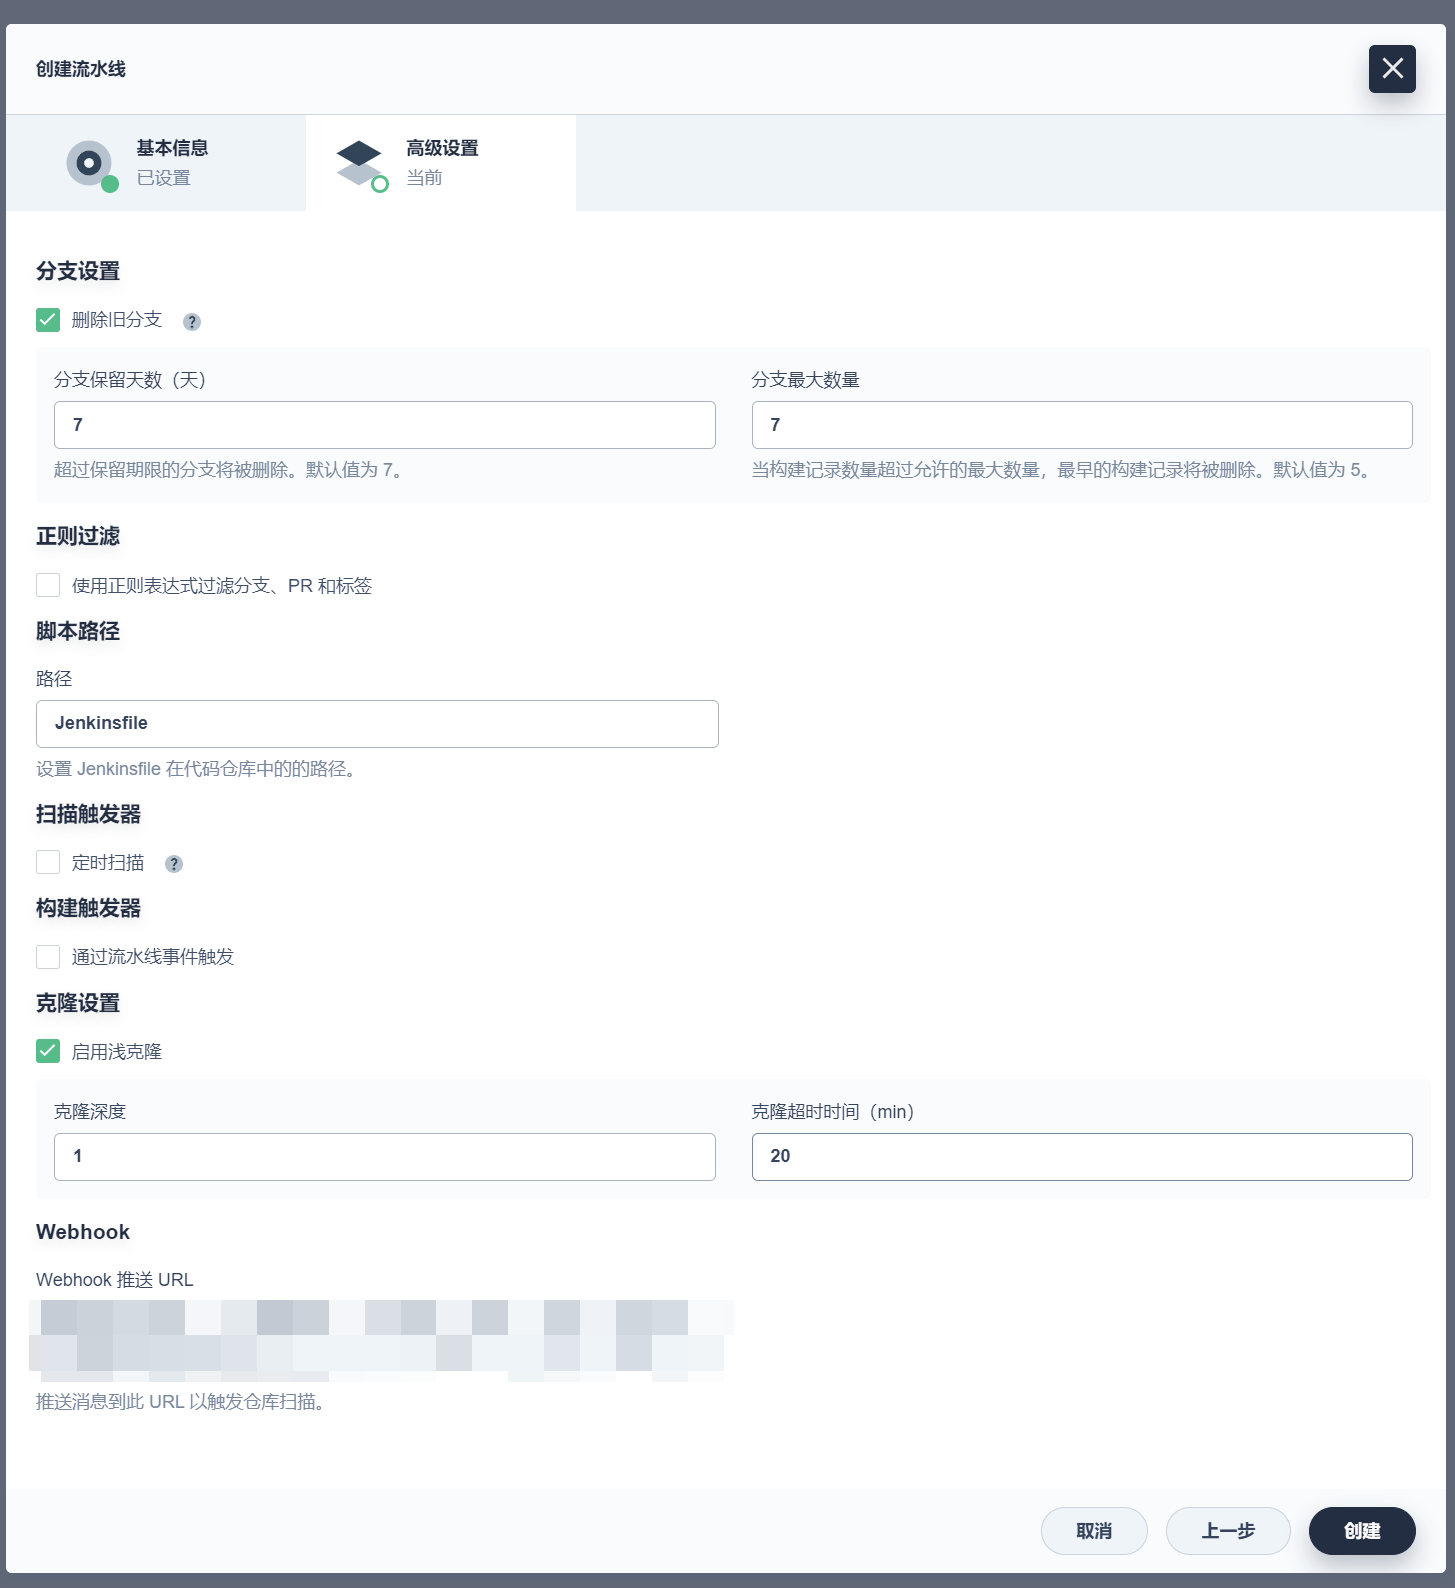 创建流水线
基本信息
已设置
高级设置
当前
分支设置
删除旧分支 ?
分支保留天数（天）
7
超过保留期限的分支将被删除。默认值为 7。
分支最大数量
7
当构建记录数量超过允许的最大数量，最早的构建记录将被删除。默认值为 5。
正则过滤
使用正则表达式过滤分支、PR 和标签
脚本路径
路径
Jenkinsfile
设置 Jenkinsfile 在代码仓库中的的路径。
扫描触发器
定时扫描 ?
构建触发器
通过流水线事件触发
克隆设置
启用浅克隆
克隆深度
1
克隆超时时间（min）
20
Webhook
Webhook 推送 URL
推送消息到此 URL 以触发仓库扫描。
取消
上一步
创建